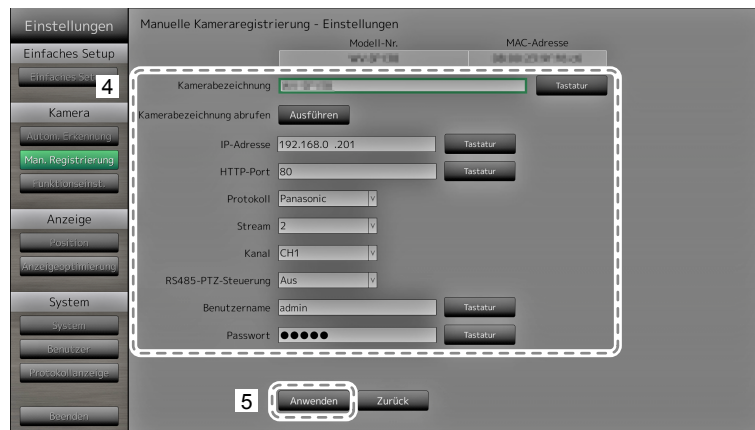 Einstellungen
Manuelle Kameraregistrierung - Einstellungen
Einfaches Setup
Modell-Nr.
MAC-Adresse
Einfaches
4
Kamerabezeichnung
Tastatur
Kamera
Kamerabezeichnung abrufen
Ausführen
Autom. Erkennung
IP-Adresse
192.168.0 .201
Tastatur
Man. Registrierung
HTTP-Port
80
Tastatur
Funktionseinst.
Protokoll
Panasonic
Anzeige
Stream
2
Position
Kanal
CH1
Anzeigeoptimierung
RS485-PTZ-Steuerung
Aus
System
Benutzername
admin
Tastatur
System
Passwort
●●●●●
Tastatur
Benutzer
Protokollanzeige
5
Anwenden
Zurück
Beenden